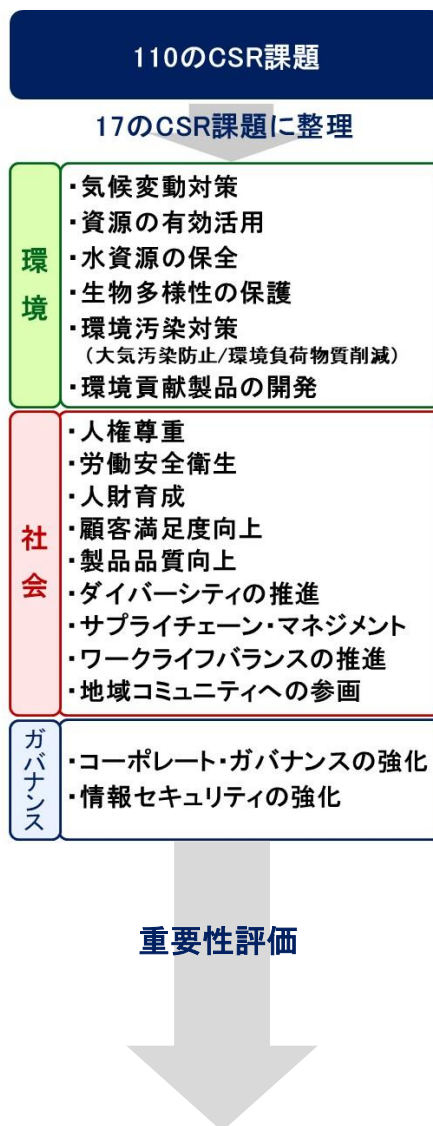 110のCSR課題
17のCSR課題に整理
環境
・気候変動対策
・資源の有効活用
・水資源の保全
・生物多様性の保護
・環境汚染対策
（大気汚染防止/環境負荷物質削減）
・環境貢献製品の開発
社会
・人権尊重
・労働安全衛生
・人財育成
・顧客満足度向上
・製品品質向上
・ダイバーシティの推進
・サプライチェーン・マネジメント
・ワークライフバランスの推進
・地域コミュニティへの参画
ガバナンス
・コーポレート・ガバナンスの強化
・情報セキュリティの強化
重要性評価